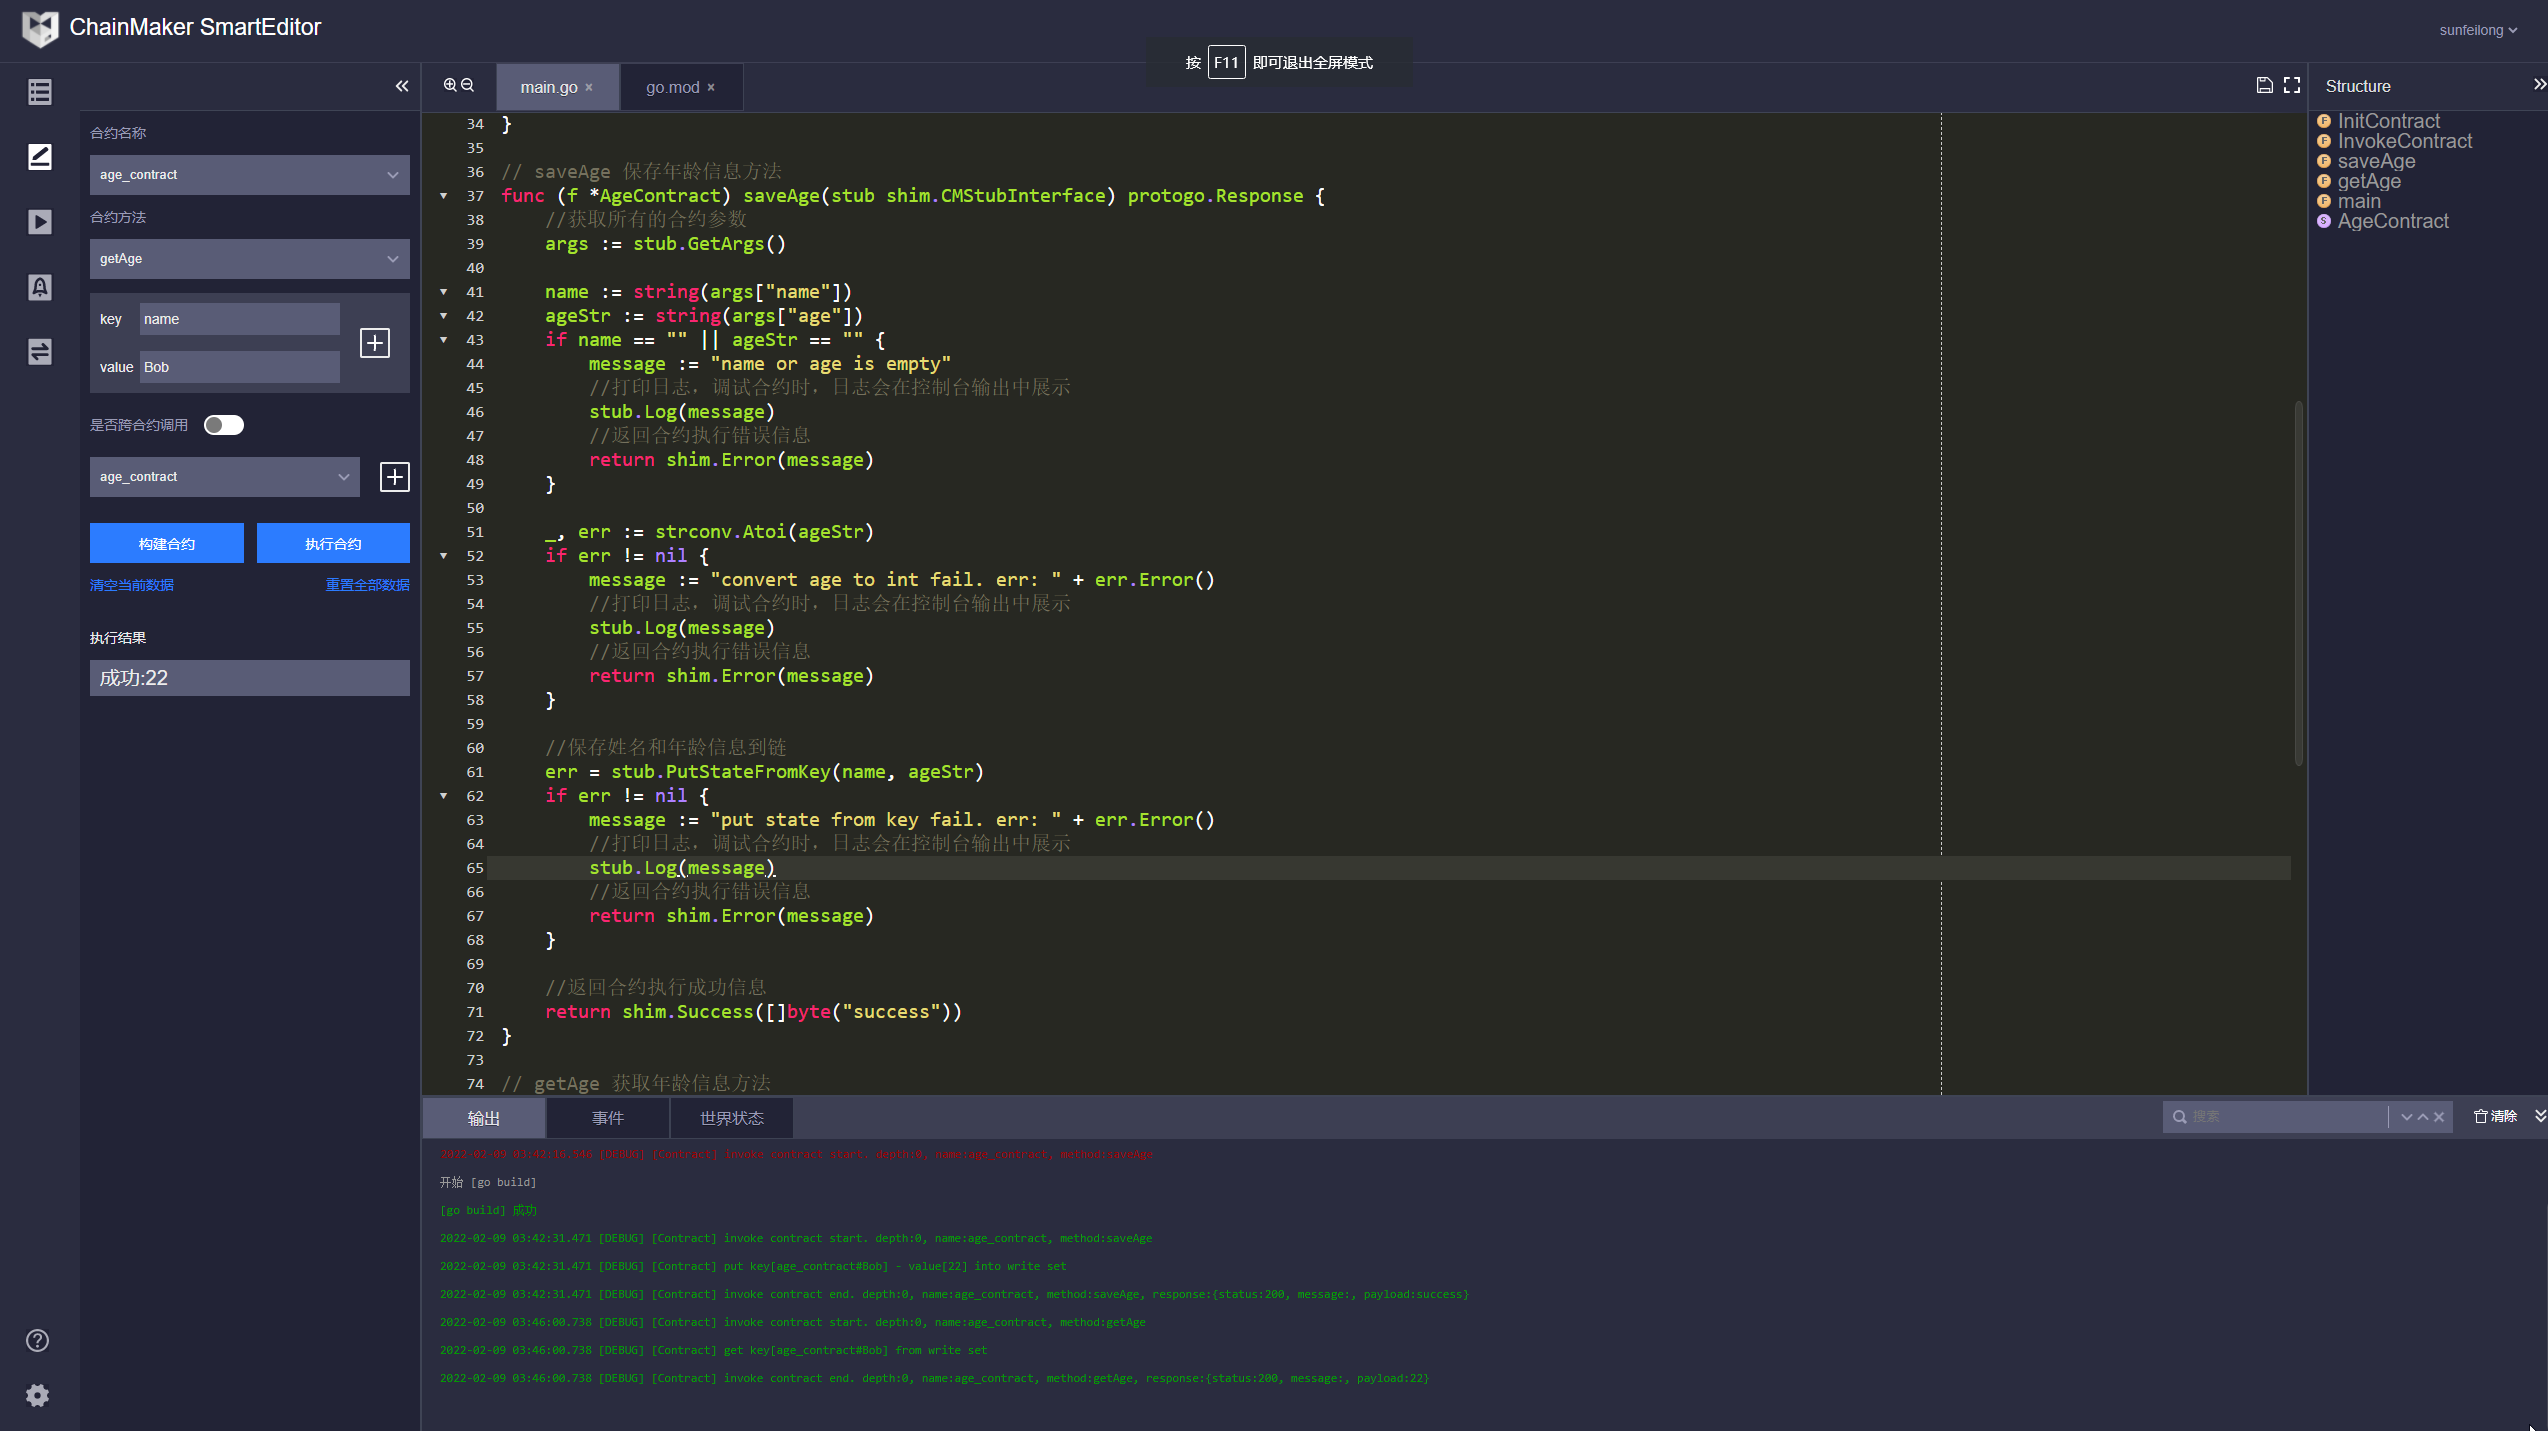 ChainMaker SmartEditor
sunfeilong
按 F11 即可退出全屏模式
合约名称
age_contract
合约方法
getAge
key name
value Bob
是否跨合约调用
age_contract
构建合约 执行合约
清空当前数据 重置全部数据
执行结果
成功:22
main.go × go.mod ×
34 }
35
36 // saveAge 保存年龄信息方法
37 func (f *AgeContract) saveAge(stub shim.CMStubInterface) protogo.Response {
38 //获取所有的合约参数
39 args := stub.GetArgs()
40
41 name := string(args["name"])
42 ageStr := string(args["age"])
43 if name == "" || ageStr == "" {
44 message := "name or age is empty"
45 //打印日志，调试合约时，日志会在控制台输出中展示
46 stub.Log(message)
47 //返回合约执行错误信息
48 return shim.Error(message)
49 }
50
51 _, err := strconv.Atoi(ageStr)
52 if err != nil {
53 message := "convert age to int fail. err: " + err.Error()
54 //打印日志，调试合约时，日志会在控制台输出中展示
55 stub.Log(message)
56 //返回合约执行错误信息
57 return shim.Error(message)
58 }
59
60 //保存姓名和年龄信息到链
61 err = stub.PutStateFromKey(name, ageStr)
62 if err != nil {
63 message := "put state from key fail. err: " + err.Error()
64 //打印日志，调试合约时，日志会在控制台输出中展示
65 stub.Log(message)
66 //返回合约执行错误信息
67 return shim.Error(message)
68 }
69
70 //返回合约执行成功信息
71 return shim.Success([]byte("success"))
72 }
73
74 // getAge 获取年龄信息方法
Structure
F InitContract
F InvokeContract
F saveAge
F getAge
F main
S AgeContract
输出 事件 世界状态
搜索
清除
2022-02-09 03:42:16.546 [DEBUG] [Contract] invoke contract start. depth:0, name:age_contract, method:saveAge
开始 [go build]
[go build] 成功
2022-02-09 03:42:31.471 [DEBUG] [Contract] invoke contract start. depth:0, name:age_contract, method:saveAge
2022-02-09 03:42:31.471 [DEBUG] [Contract] put key[age_contract#Bob] - value[22] into write set
2022-02-09 03:42:31.471 [DEBUG] [Contract] invoke contract end. depth:0, name:age_contract, method:saveAge, response:{status:200, message:, payload:success}
2022-02-09 03:46:00.738 [DEBUG] [Contract] invoke contract start. depth:0, name:age_contract, method:getAge
2022-02-09 03:46:00.738 [DEBUG] [Contract] get key[age_contract#Bob] from write set
2022-02-09 03:46:00.738 [DEBUG] [Contract] invoke contract end. depth:0, name:age_contract, method:getAge, response:{status:200, message:, payload:22}